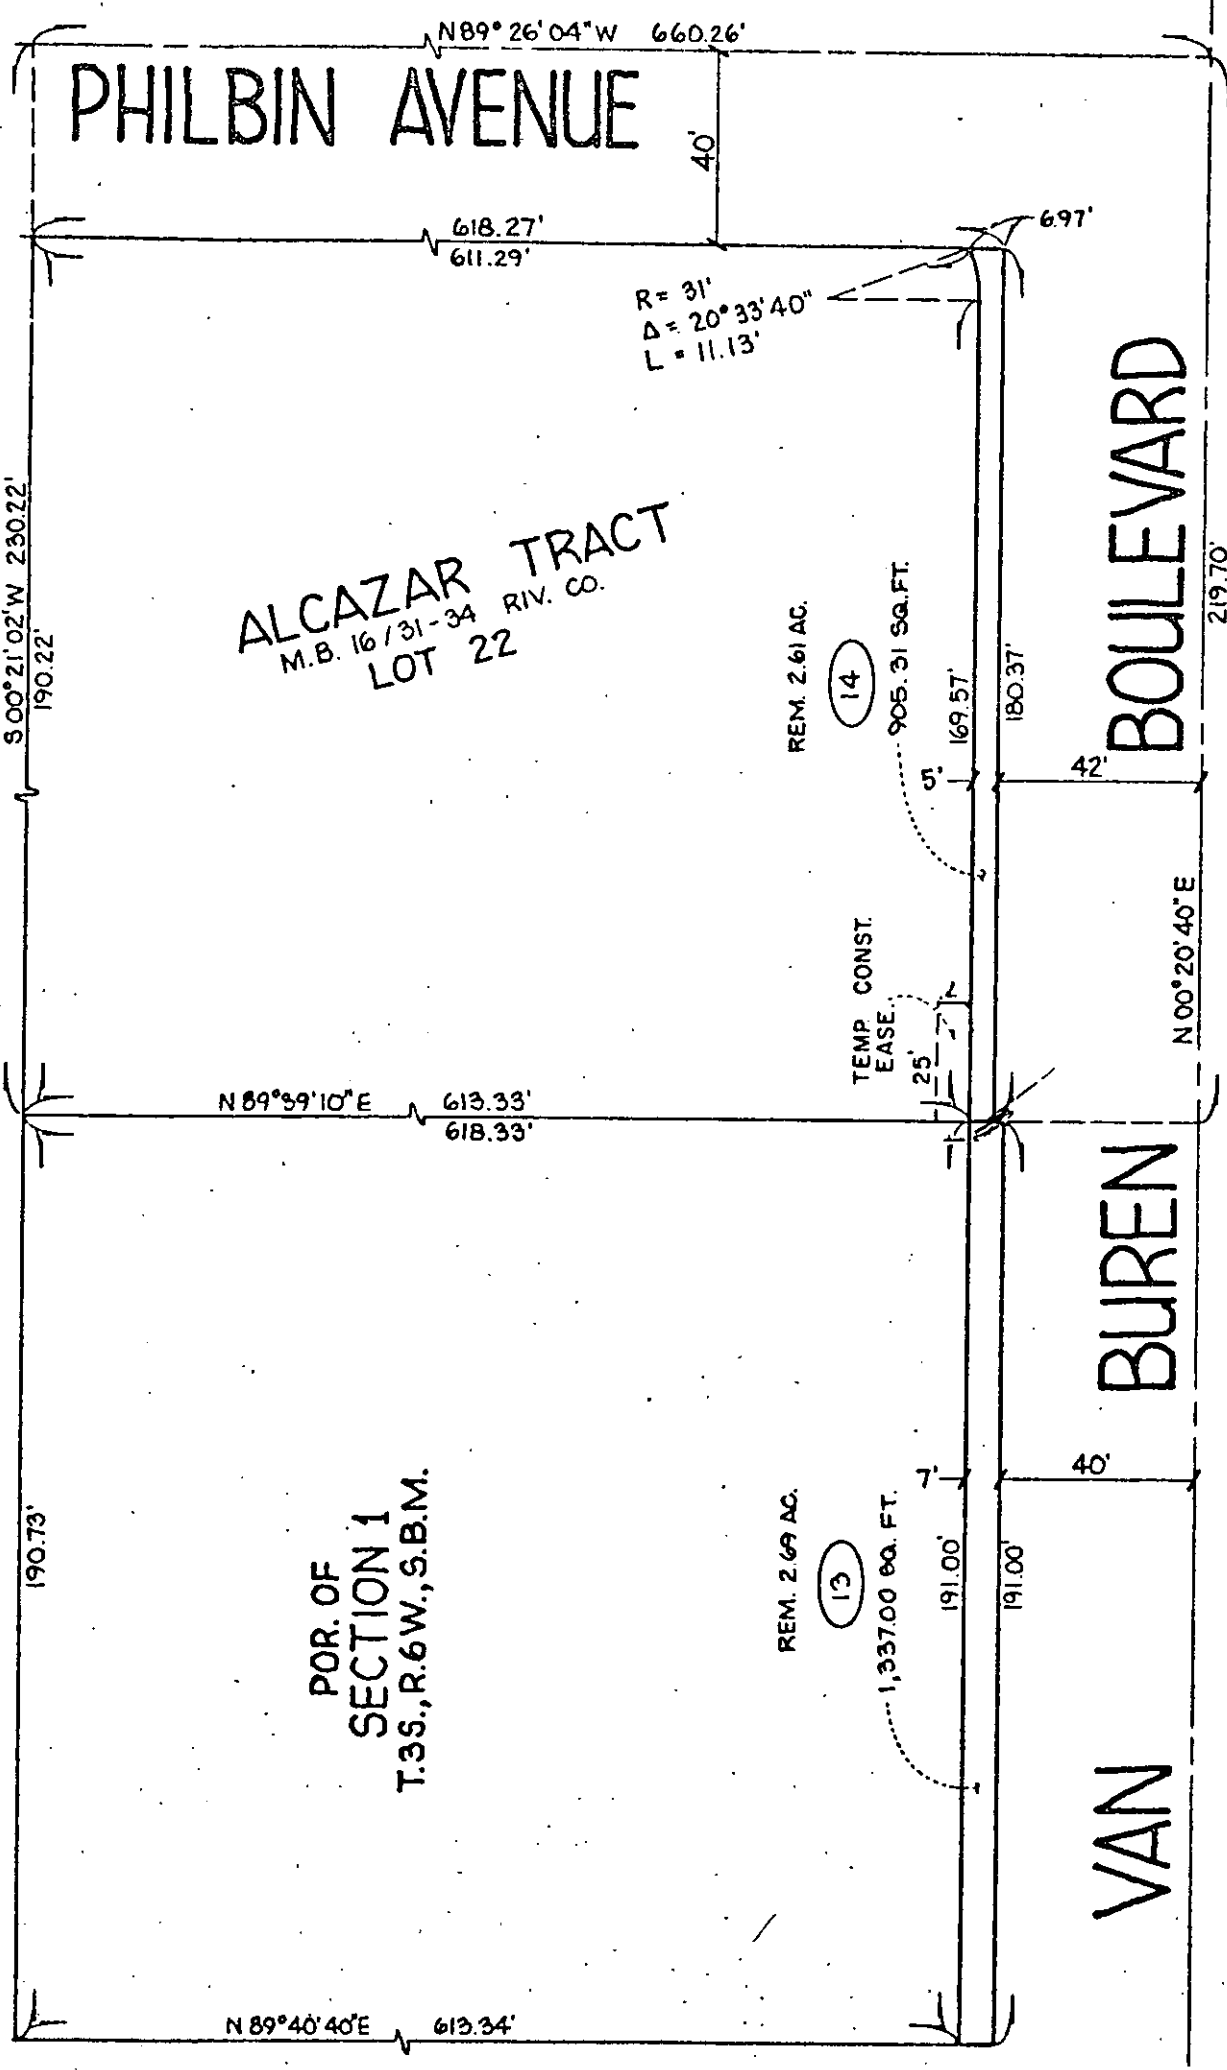 N89°26'04"W 660.26'
PHILBIN AVENUE
40'
618.27'
611.29'
6.97'
R = 31'
Δ = 20°33'40"
L = 11.13'
S00°21'02"W 230.22'
190.22'
ALCAZAR TRACT
M.B. 16/31-34 RIV. CO.
LOT 22
REM. 2.61 AC.
14
905.31 SQ.FT.
169.57'
180.37'
5'
42'
BOULEVARD
219.70'
TEMP. CONST.
EASE.
25'
N00°20'40"E
N89°39'10"E 613.33'
618.33'
BUREN
190.73'
POR. OF
SECTION 1
T.3S., R.6W., S.B.M.
REM. 2.69 AC.
13
1,337.00 SQ. FT.
7'
40'
191.00'
191.00'
VAN
N89°40'40"E 613.34'